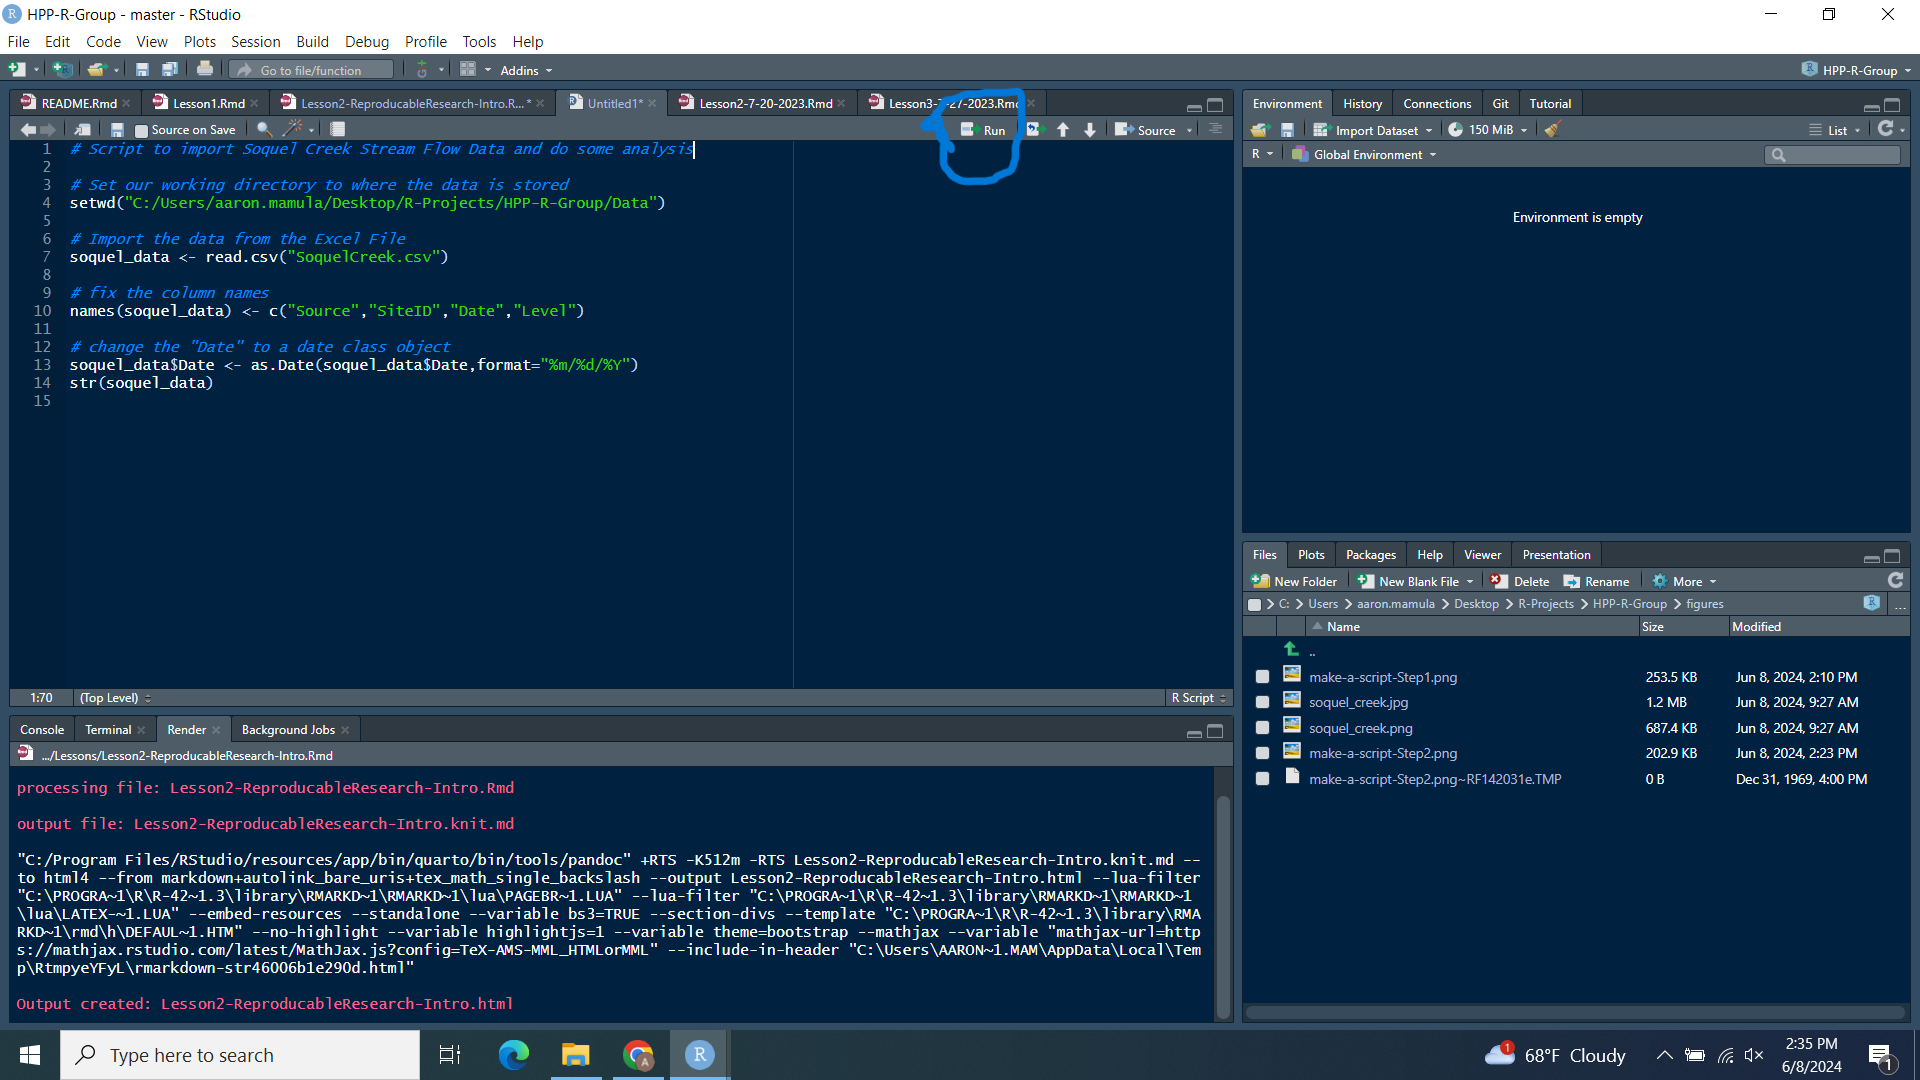 HPP-R-Group - master - RStudio
File Edit Code View Plots Session Build Debug Profile Tools Help
Go to file/function Addins HPP-R-Group
README.Rmd Lesson1.Rmd Lesson2-ReproducableResearch-Intro.R...* Untitled1* Lesson2-7-20-2023.Rmd Lesson3-7-27-2023.Rmd
Source on Save Run Source
1 # Script to import Soquel Creek Stream Flow Data and do some analysis
2
3 # Set our working directory to where the data is stored
4 setwd("C:/Users/aaron.mamula/Desktop/R-Projects/HPP-R-Group/Data")
5
6 # Import the data from the Excel File
7 soquel_data <- read.csv("SoquelCreek.csv")
8
9 # fix the column names
10 names(soquel_data) <- c("Source","SiteID","Date","Level")
11
12 # change the "Date" to a date class object
13 soquel_data$Date <- as.Date(soquel_data$Date,format="%m/%d/%Y")
14 str(soquel_data)
15
1:70 (Top Level) R Script
Console Terminal Render Background Jobs
.../Lessons/Lesson2-ReproducableResearch-Intro.Rmd
processing file: Lesson2-ReproducableResearch-Intro.Rmd
output file: Lesson2-ReproducableResearch-Intro.knit.md
"C:/Program Files/RStudio/resources/app/bin/quarto/bin/tools/pandoc" +RTS -K512m -RTS Lesson2-ReproducableResearch-Intro.knit.md --
to html4 --from markdown+autolink_bare_uris+tex_math_single_backslash --output Lesson2-ReproducableResearch-Intro.html --lua-filter
"C:\PROGRA~1\R\R-42~1.3\library\RMARKD~1\RMARKD~1\lua\PAGEBR~1.LUA" --lua-filter "C:\PROGRA~1\R\R-42~1.3\library\RMARKD~1\RMARKD~1
\lua\LATEX-~1.LUA" --embed-resources --standalone --variable bs3=TRUE --section-divs --template "C:\PROGRA~1\R\R-42~1.3\library\RMA
RKD~1\rmd\h\DEFAUL~1.HTM" --no-highlight --variable highlightjs=1 --variable theme=bootstrap --mathjax --variable "mathjax-url=http
s://mathjax.rstudio.com/latest/MathJax.js?config=TeX-AMS-MML_HTMLorMML" --include-in-header "C:\Users\AARON~1.MAM\AppData\Local\Tem
p\RtmpyeYFyL\rmarkdown-str46006b1e290d.html"
Output created: Lesson2-ReproducableResearch-Intro.html
Environment History Connections Git Tutorial
Import Dataset 150 MiB List
R Global Environment
Environment is empty
Files Plots Packages Help Viewer Presentation
New Folder New Blank File Delete Rename More
C: Users aaron.mamula Desktop R-Projects HPP-R-Group figures ...
Name Size Modified
..
make-a-script-Step1.png 253.5 KB Jun 8, 2024, 2:10 PM
soquel_creek.jpg 1.2 MB Jun 8, 2024, 9:27 AM
soquel_creek.png 687.4 KB Jun 8, 2024, 9:27 AM
make-a-script-Step2.png 202.9 KB Jun 8, 2024, 2:23 PM
make-a-script-Step2.png~RF142031e.TMP 0 B Dec 31, 1969, 4:00 PM
Type here to search
1 68°F Cloudy
2:35 PM
6/8/2024
1